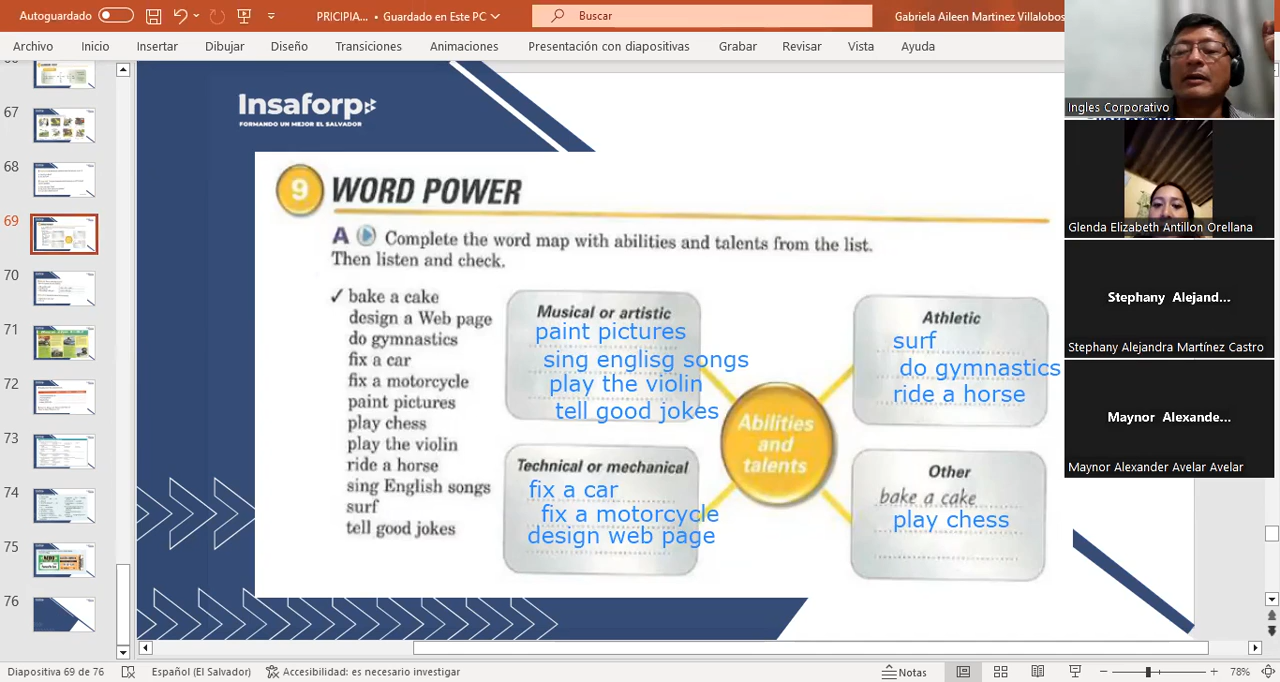 Autoguardado
PRICIPIA... • Guardado en Este PC
Buscar
Gabriela Aileen Martinez Villalobos
Archivo Inicio Insertar Dibujar Diseño Transiciones Animaciones Presentación con diapositivas Grabar Revisar Vista Ayuda
67
68
69
70
71
72
73
74
75
76
Insaforp
FORMANDO UN MEJOR EL SALVADOR
9 WORD POWER
A Complete the word map with abilities and talents from the list.
Then listen and check.
✓ bake a cake
design a Web page
do gymnastics
fix a car
fix a motorcycle
paint pictures
play chess
play the violin
ride a horse
sing English songs
surf
tell good jokes
Musical or artistic
paint pictures
sing englisg songs
play the violin
tell good jokes
Technical or mechanical
fix a car
fix a motorcycle
design web page
Abilities
and
talents
Athletic
surf
do gymnastics
ride a horse
Other
bake a cake
play chess
Ingles Corporativo
Glenda Elizabeth Antillon Orellana
Stephany Alejand...
Stephany Alejandra Martínez Castro
Maynor Alexande...
Maynor Alexander Avelar Avelar
Diapositiva 69 de 76
Español (El Salvador)
Accesibilidad: es necesario investigar
Notas
78%